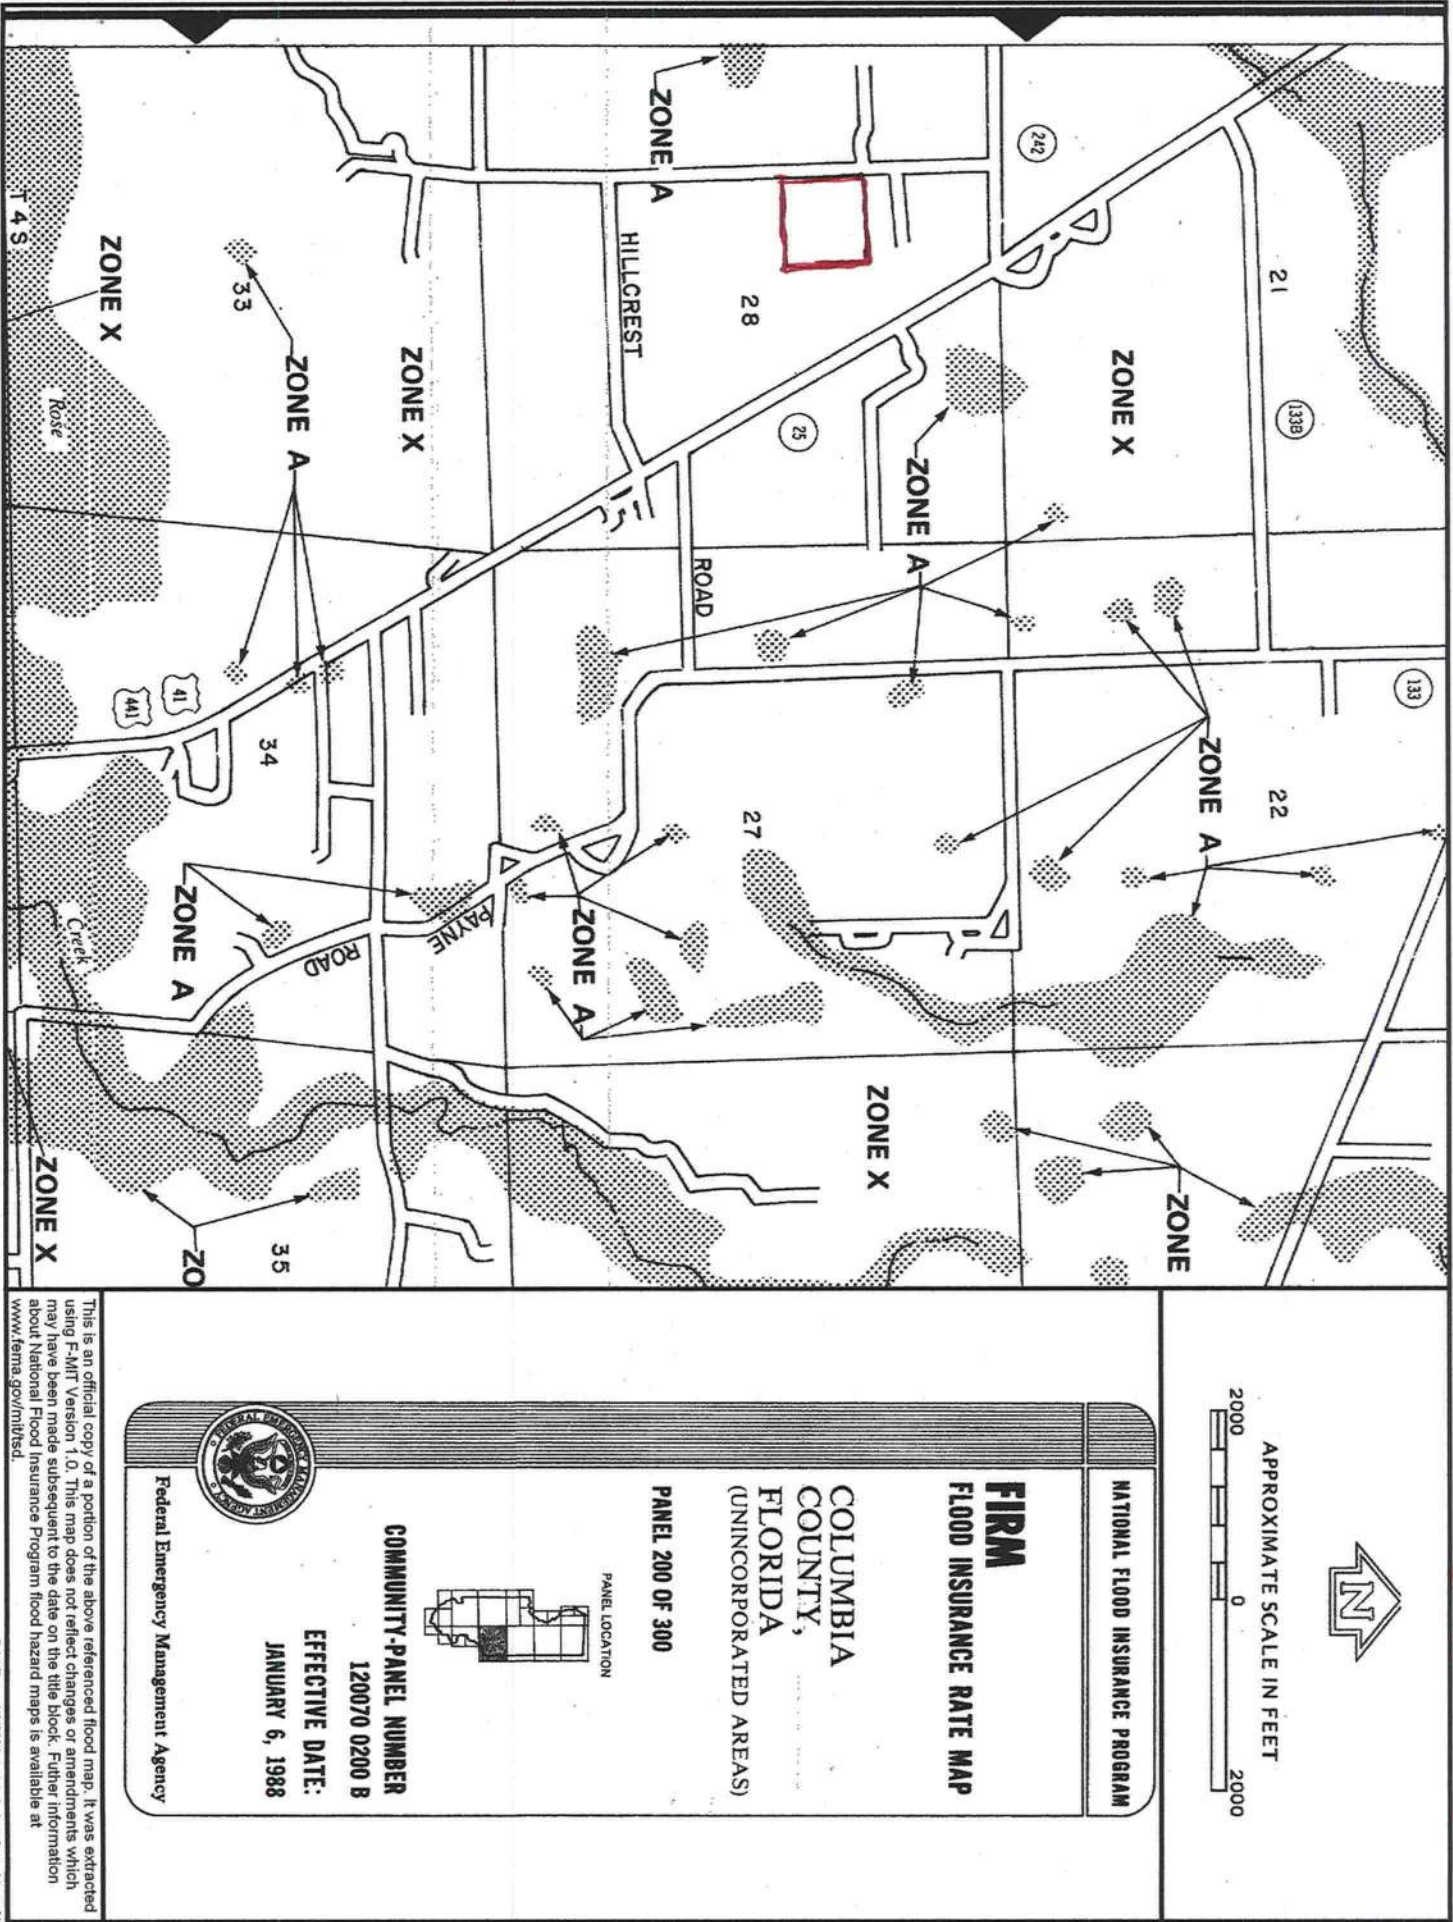 APPROXIMATE SCALE IN FEET
2000 0 2000
N
NATIONAL FLOOD INSURANCE PROGRAM
FIRM
FLOOD INSURANCE RATE MAP
COLUMBIA
COUNTY,
FLORIDA
(UNINCORPORATED AREAS)
PANEL 200 OF 300
PANEL LOCATION
COMMUNITY-PANEL NUMBER
120070 0200 B
EFFECTIVE DATE:
JANUARY 6, 1988
FEDERAL EMERGENCY MANAGEMENT AGENCY
Federal Emergency Management Agency
This is an official copy of a portion of the above referenced flood map. It was extracted
using F-MIT Version 1.0. This map does not reflect changes or amendments which
may have been made subsequent to the date on the title block. Futher information
about National Flood Insurance Program flood hazard maps is available at
www.fema.gov/mit/tsd.
133
133B
21
22
ZONE A
ZONE X
ZONE
242
ZONE A
25
ZONE X
28
27
ROAD
ZONE A
HILLCREST
ZONE A
PAYNE
ROAD
ZONE X
ZONE A
33
34
35
ZONE A
ZO
41
441
ZONE X
Rose
Creek
ZONE X
T 4 S